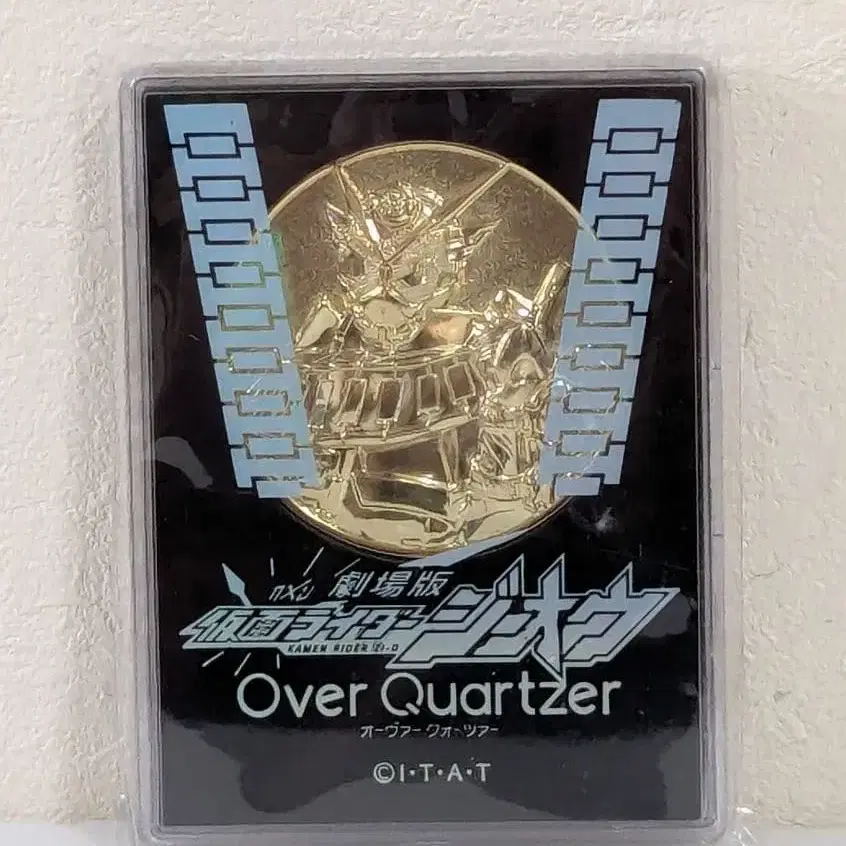 劇場版
仮面ライダージオウ
KAMEN RIDER ZI-O
Over Quartzer
オーヴァークォーツァー
©I・T・A・T